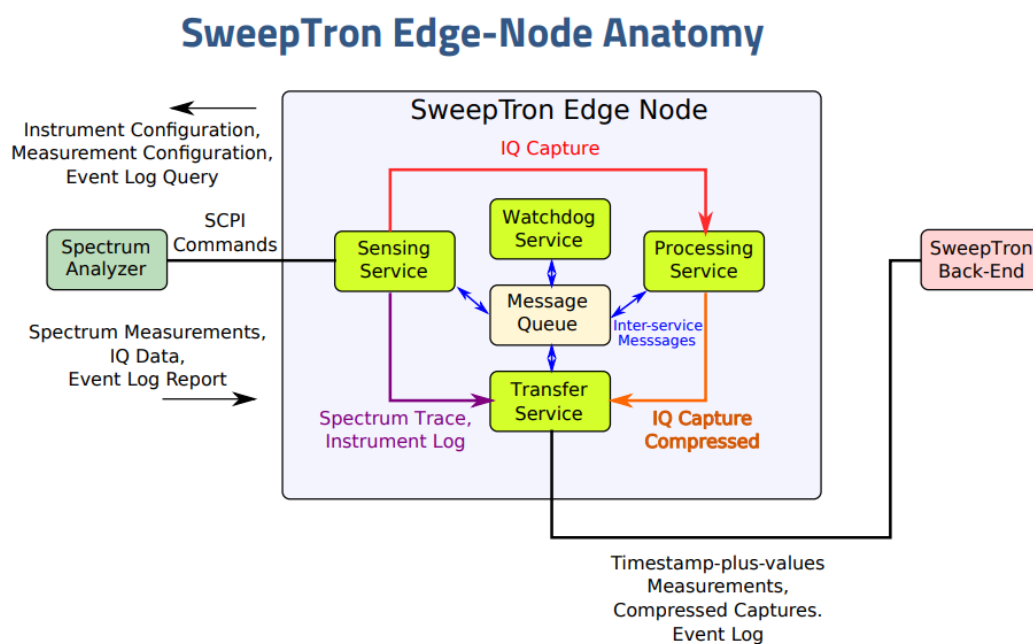 SweepTron Edge-Node Anatomy
SweepTron Edge Node
Instrument Configuration,
Measurement Configuration,
Event Log Query
IQ Capture
SCPI
Commands
Spectrum
Analyzer
Sensing
Service
Watchdog
Service
Processing
Service
SweepTron
Back-End
Message
Queue
Inter-service
Messsages
Spectrum Measurements,
IQ Data,
Event Log Report
Transfer
Service
Spectrum Trace,
Instrument Log
IQ Capture
Compressed
Timestamp-plus-values
Measurements,
Compressed Captures.
Event Log